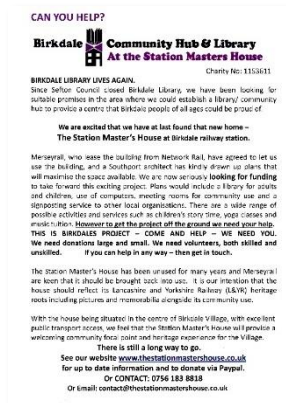 CAN YOU HELP?
Birkdale Community Hub & Library
At the Station Masters House
Charity No: 1153611
BIRKDALE LIBRARY LIVES AGAIN.
Since Sefton Council closed Birkdale Library, we have been looking for
suitable premises in the area where we could establish a library/ community
hub to provide a centre that Birkdale people of all ages could be proud of
We are excited that we have at last found that new home –
The Station Master's House at Birkdale railway station.
Merseyrail, who lease the building from Network Rail, have agreed to let us
use the building, and a Southport architect has kindly drawn up plans that
will maximise the space available. We are now seriously looking for funding
to take forward this exciting project. Plans would include a library for adults
and children, use of computers, meeting rooms for community use and a
signposting service to other local organisations. There are a wide range of
possible activities and services such as children's story time, yoga classes and
music tuition. However to get the project off the ground we need your help.
THIS IS BIRKDALES PROJECT – COME AND HELP – WE NEED YOU.
We need donations large and small. We need volunteers, both skilled and
unskilled. If you can help in any way – then get in touch.
The Station Master's House has been unused for many years and Merseyrail
are keen that it should be brought back into use. It is our intention that the
house should reflect its Lancashire and Yorkshire Railway (L&YR) heritage
roots including pictures and memorabilia alongside its community use.
With the house being situated in the centre of Birkdale Village, with excellent
public transport access, we feel that the Station Master's House will provide a
welcoming community focal point and heritage experience for the Village.
There is still a long way to go.
See our website www.thestationmastershouse.co.uk
for up to date information and to donate via Paypal.
Or CONTACT: 0756 183 8818
Or Email: contact@thestationmastershouse.co.uk